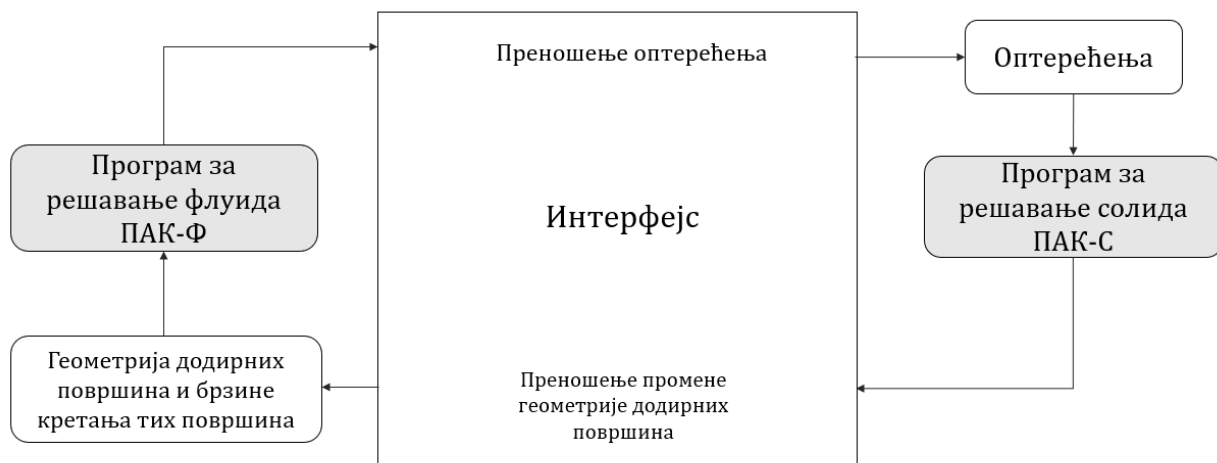 Преношење оптерећења
Оптерећења
Програм за
решавање флуида
ПАК-Ф
Интерфејс
Програм за
решавање солида
ПАК-С
Геометрија додирних
површина и брзине
кретања тих површина
Преношење промене
геометрије додирних
површина